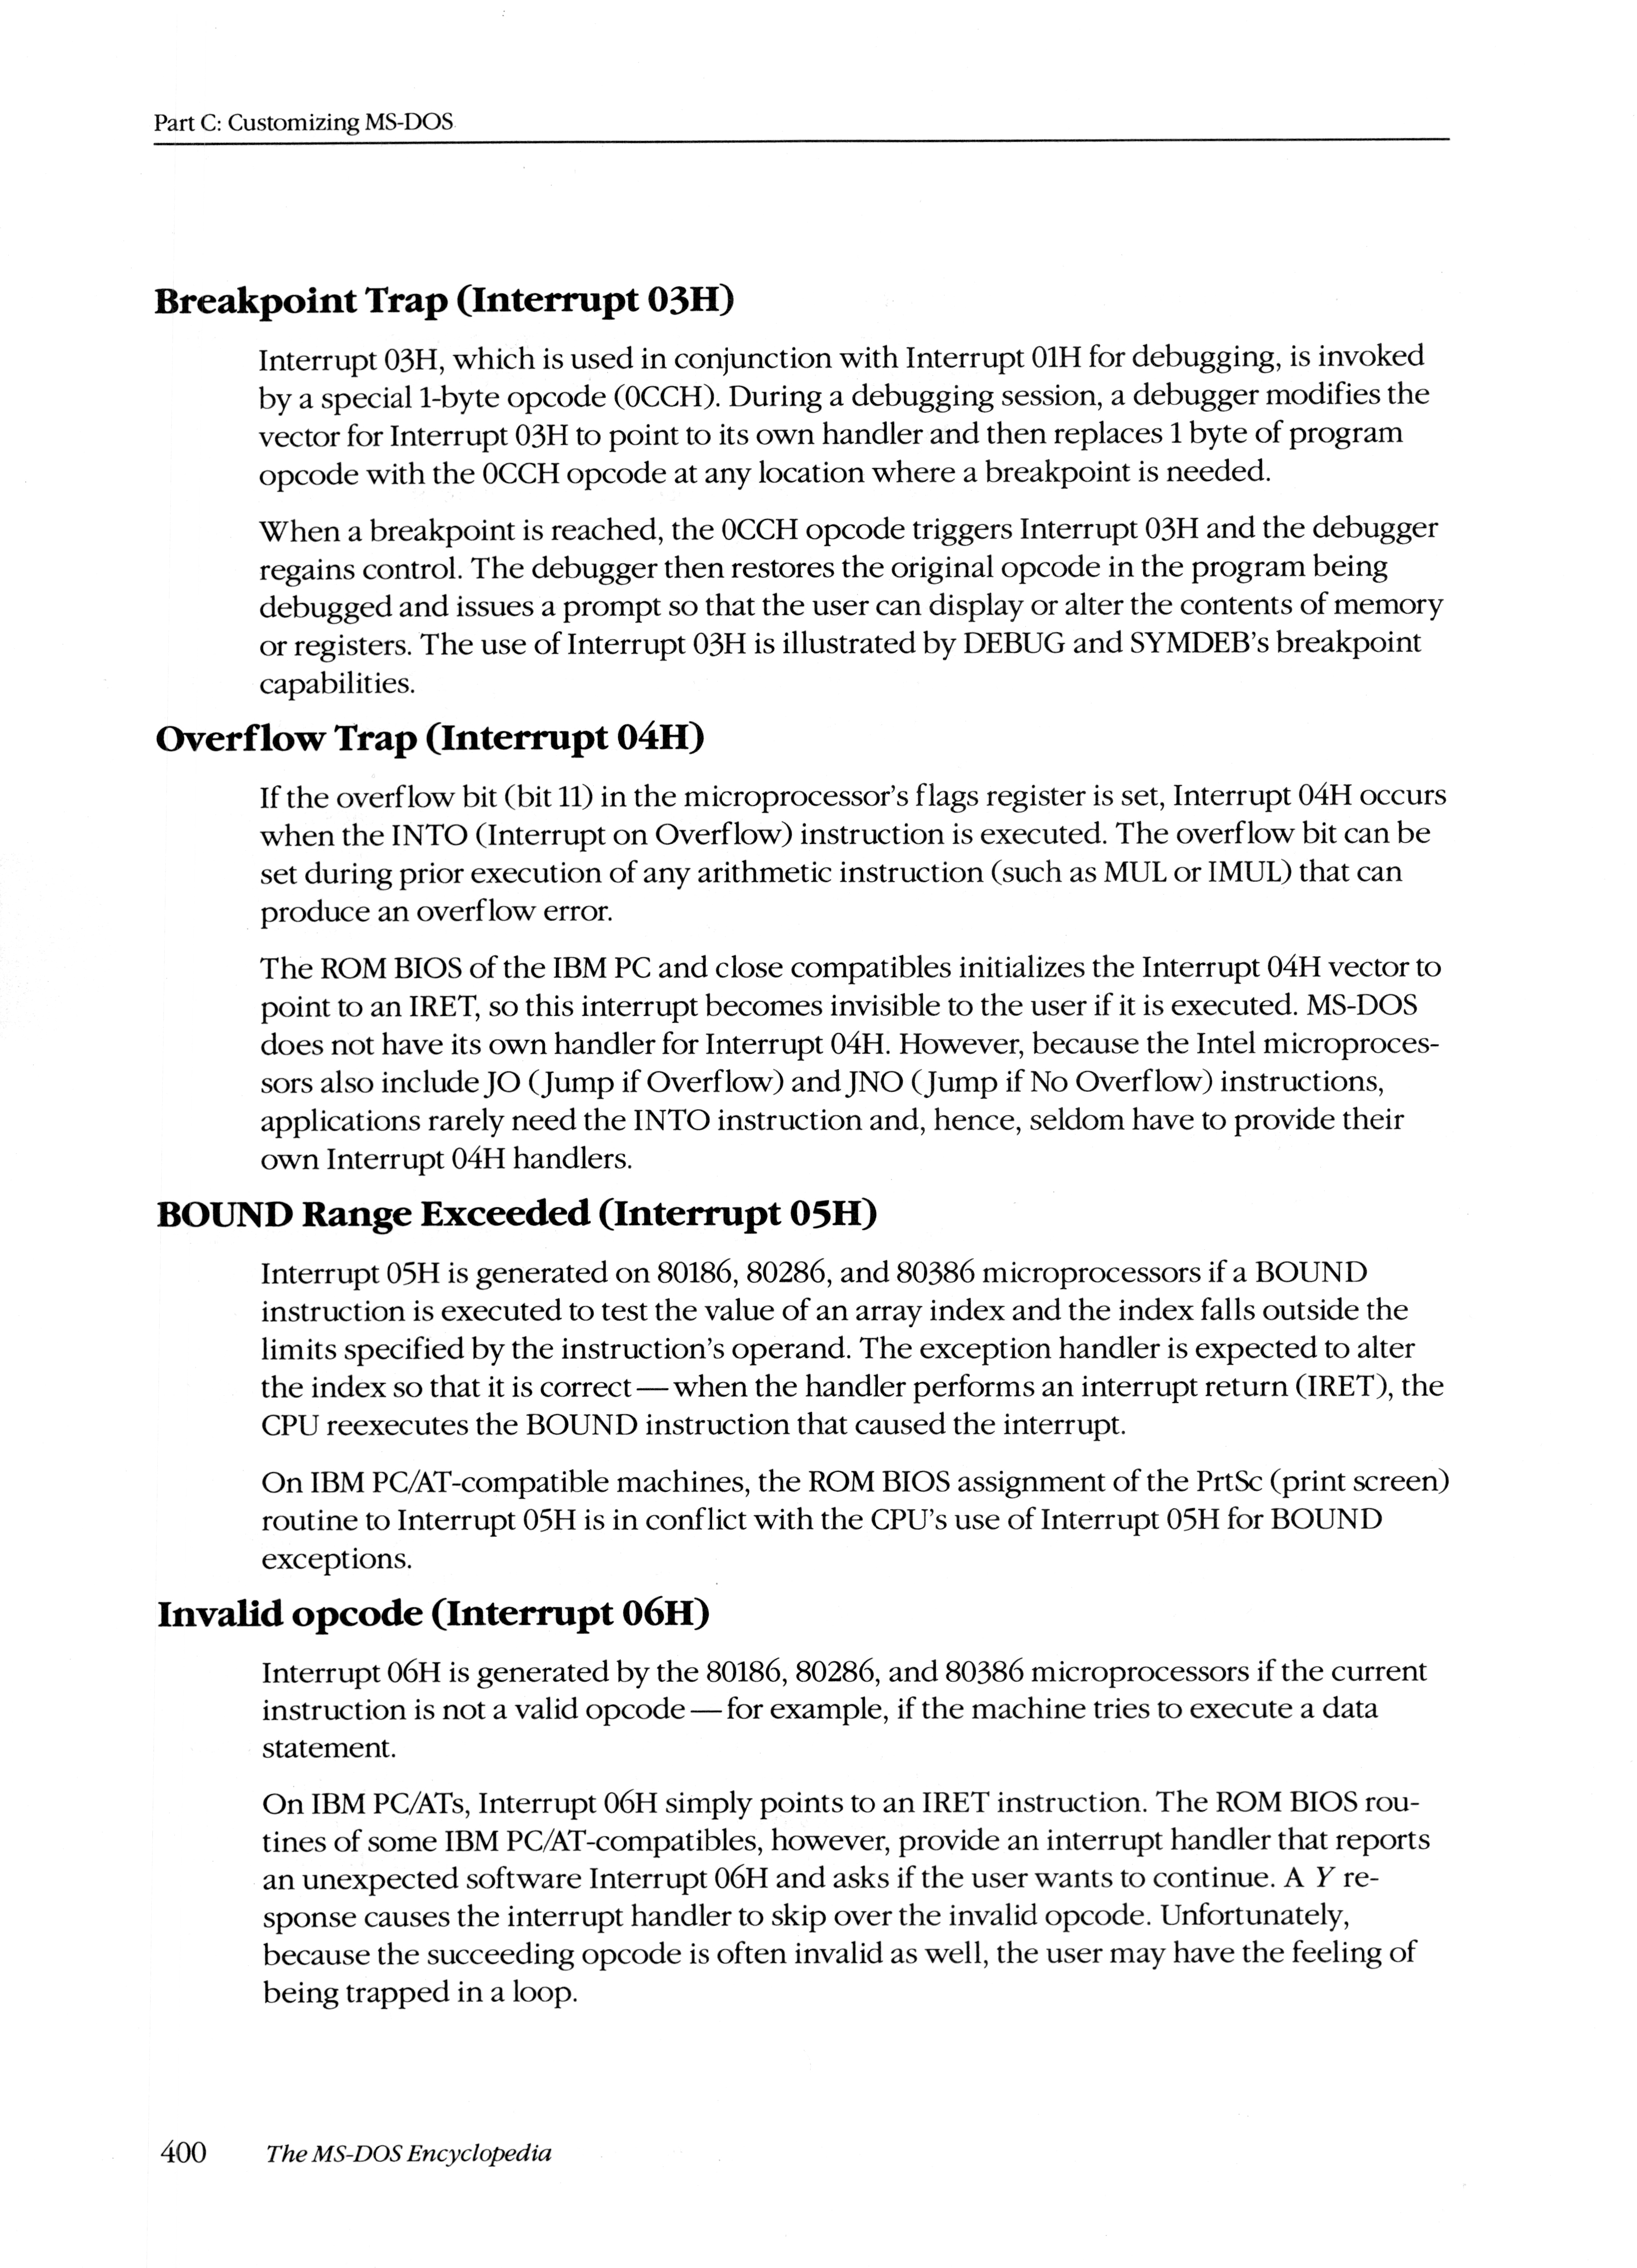 Part C: Customizing MS-DOS
Breakpoint Trap (Interrupt 03H)
Interrupt 03H, which is used in conjunction with Interrupt 01H for debugging, is invoked
by a special 1-byte opcode (0CCH). During a debugging session, a debugger modifies the
vector for Interrupt 03H to point to its own handler and then replaces 1 byte of program
opcode with the 0CCH opcode at any location where a breakpoint is needed.
When a breakpoint is reached, the 0CCH opcode triggers Interrupt 03H and the debugger
regains control. The debugger then restores the original opcode in the program being
debugged and issues a prompt so that the user can display or alter the contents of memory
or registers. The use of Interrupt 03H is illustrated by DEBUG and SYMDEB's breakpoint
capabilities.
Overflow Trap (Interrupt 04H)
If the overflow bit (bit 11) in the microprocessor's flags register is set, Interrupt 04H occurs
when the INTO (Interrupt on Overflow) instruction is executed. The overflow bit can be
set during prior execution of any arithmetic instruction (such as MUL or IMUL) that can
produce an overflow error.
The ROM BIOS of the IBM PC and close compatibles initializes the Interrupt 04H vector to
point to an IRET, so this interrupt becomes invisible to the user if it is executed. MS-DOS
does not have its own handler for Interrupt 04H. However, because the Intel microproces-
sors also include JO (Jump if Overflow) and JNO (Jump if No Overflow) instructions,
applications rarely need the INTO instruction and, hence, seldom have to provide their
own Interrupt 04H handlers.
BOUND Range Exceeded (Interrupt 05H)
Interrupt 05H is generated on 80186, 80286, and 80386 microprocessors if a BOUND
instruction is executed to test the value of an array index and the index falls outside the
limits specified by the instruction's operand. The exception handler is expected to alter
the index so that it is correct — when the handler performs an interrupt return (IRET), the
CPU reexecutes the BOUND instruction that caused the interrupt.
On IBM PC/AT-compatible machines, the ROM BIOS assignment of the PrtSc (print screen)
routine to Interrupt 05H is in conflict with the CPU's use of Interrupt 05H for BOUND
exceptions.
Invalid opcode (Interrupt 06H)
Interrupt 06H is generated by the 80186, 80286, and 80386 microprocessors if the current
instruction is not a valid opcode — for example, if the machine tries to execute a data
statement.
On IBM PC/ATs, Interrupt 06H simply points to an IRET instruction. The ROM BIOS rou-
tines of some IBM PC/AT-compatibles, however, provide an interrupt handler that reports
an unexpected software Interrupt 06H and asks if the user wants to continue. A Y re-
sponse causes the interrupt handler to skip over the invalid opcode. Unfortunately,
because the succeeding opcode is often invalid as well, the user may have the feeling of
being trapped in a loop.
400 The MS-DOS Encyclopedia